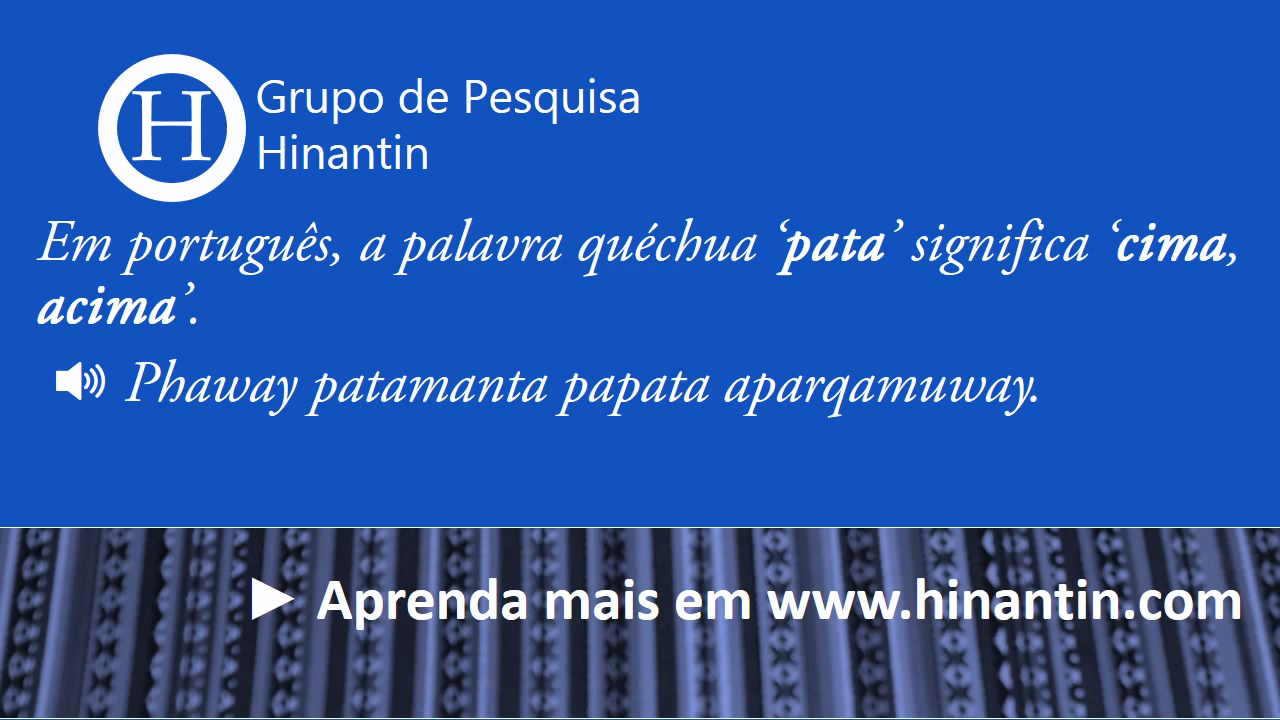 H
Grupo de Pesquisa
Hinantin
Em português, a palavra quéchua ‘pata’ significa ‘cima,
acima’.
Phaway patamanta papata aparqamuway.
► Aprenda mais em www.hinantin.com